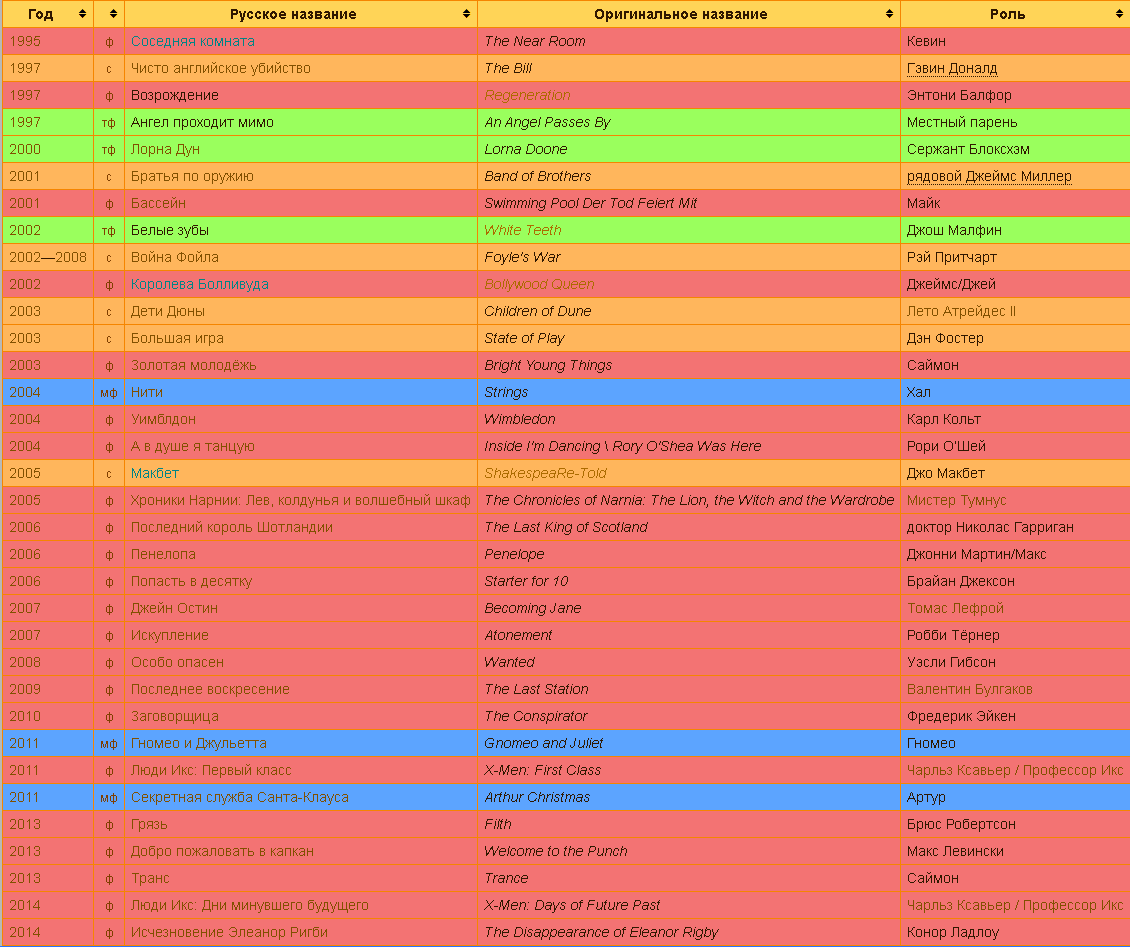 Год Русское название Оригинальное название Роль
1995 ф Соседняя комната The Near Room Кевин
1997 с Чисто английское убийство The Bill Гэвин Доналд
1997 ф Возрождение Regeneration Энтони Балфор
1997 тф Ангел проходит мимо An Angel Passes By Местный парень
2000 тф Лорна Дун Lorna Doone Сержант Блоксхэм
2001 с Братья по оружию Band of Brothers рядовой Джеймс Миллер
2001 ф Бассейн Swimming Pool Der Tod Feiert Mit Майк
2002 тф Белые зубы White Teeth Джош Малфин
2002—2008 с Война Фойла Foyle's War Рэй Притчарт
2002 ф Королева Болливуда Bollywood Queen Джеймс/Джей
2003 с Дети Дюны Children of Dune Лето Атрейдес II
2003 с Большая игра State of Play Дэн Фостер
2003 ф Золотая молодёжь Bright Young Things Саймон
2004 мф Нити Strings Хал
2004 ф Уимблдон Wimbledon Карл Кольт
2004 ф А в душе я танцую Inside I'm Dancing \ Rory O'Shea Was Here Рори О'Шей
2005 с Макбет ShakespeaRe-Told Джо Макбет
2005 ф Хроники Нарнии: Лев, колдунья и волшебный шкаф The Chronicles of Narnia: The Lion, the Witch and the Wardrobe Мистер Тумнус
2006 ф Последний король Шотландии The Last King of Scotland доктор Николас Гарриган
2006 ф Пенелопа Penelope Джонни Мартин/Макс
2006 ф Попасть в десятку Starter for 10 Брайан Джексон
2007 ф Джейн Остин Becoming Jane Томас Лефрой
2007 ф Искупление Atonement Робби Тёрнер
2008 ф Особо опасен Wanted Уэсли Гибсон
2009 ф Последнее воскресение The Last Station Валентин Булгаков
2010 ф Заговорщица The Conspirator Фредерик Эйкен
2011 мф Гномео и Джульетта Gnomeo and Juliet Гномео
2011 ф Люди Икс: Первый класс X-Men: First Class Чарльз Ксавьер / Профессор Икс
2011 мф Секретная служба Санта-Клауса Arthur Christmas Артур
2013 ф Грязь Filth Брюс Робертсон
2013 ф Добро пожаловать в капкан Welcome to the Punch Макс Левински
2013 ф Транс Trance Саймон
2014 ф Люди Икс: Дни минувшего будущего X-Men: Days of Future Past Чарльз Ксавьер / Профессор Икс
2014 ф Исчезновение Элеанор Ригби The Disappearance of Eleanor Rigby Конор Ладлоу